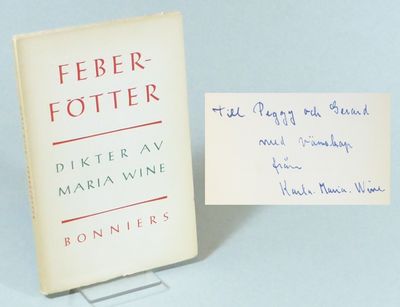 FEBER-
FÖTTER
DIKTER AV
MARIA WINE
BONNIERS
till Peggy och Gerard
med vänskap
från
Karla-Maria. Wine